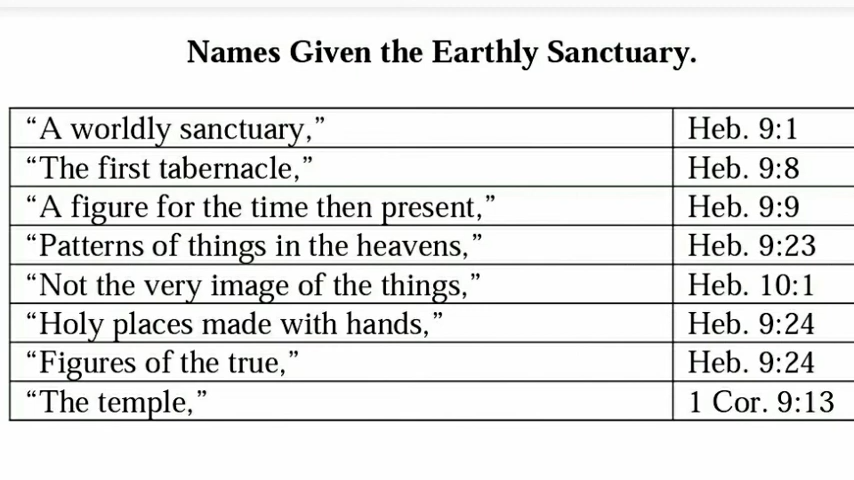 Names Given the Earthly Sanctuary.
“A worldly sanctuary,” Heb. 9:1
“The first tabernacle,” Heb. 9:8
“A figure for the time then present,” Heb. 9:9
“Patterns of things in the heavens,” Heb. 9:23
“Not the very image of the things,” Heb. 10:1
“Holy places made with hands,” Heb. 9:24
“Figures of the true,” Heb. 9:24
“The temple,” 1 Cor. 9:13